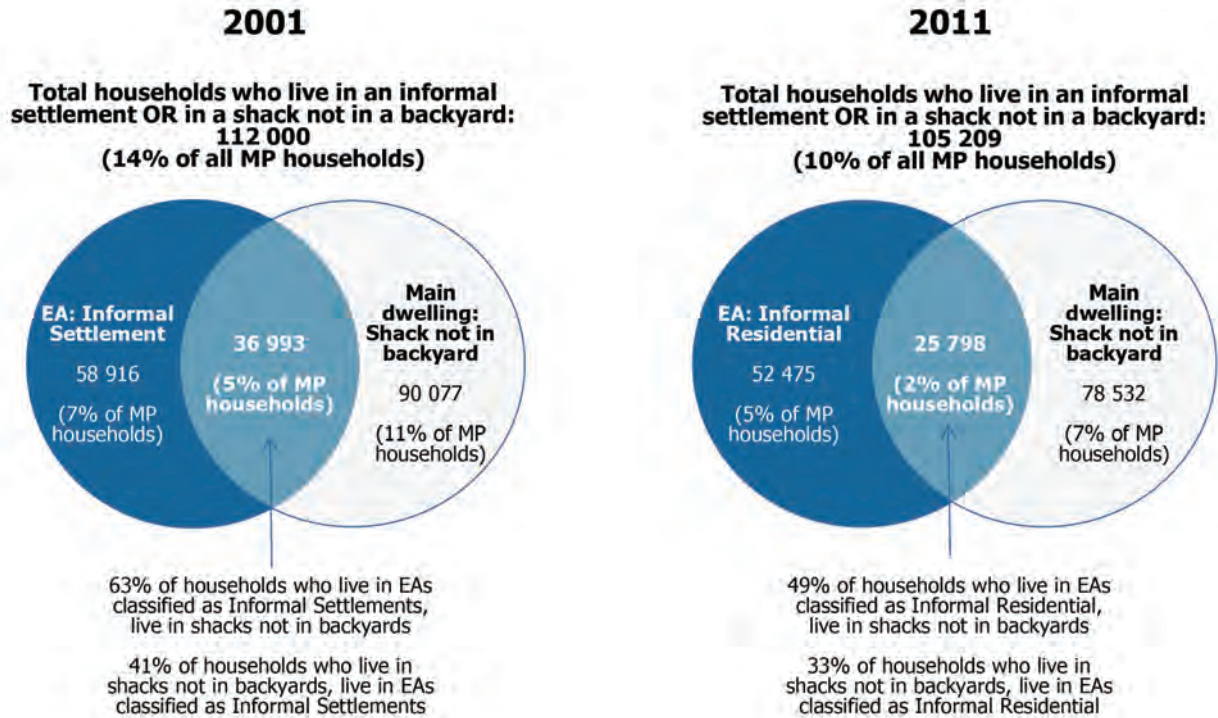 2001
Total households who live in an informal
settlement OR in a shack not in a backyard:
112 000
(14% of all MP households)
EA: Informal
Settlement
58 916
(7% of MP
households)
36 993
(5% of MP
households)
Main
dwelling:
Shack not in
backyard
90 077
(11% of MP
households)
63% of households who live in EAs
classified as Informal Settlements,
live in shacks not in backyards
41% of households who live in
shacks not in backyards, live in EAs
classified as Informal Settlements
2011
Total households who live in an informal
settlement OR in a shack not in a backyard:
105 209
(10% of all MP households)
EA: Informal
Residential
52 475
(5% of MP
households)
25 798
(2% of MP
households)
Main
dwelling:
Shack not in
backyard
78 532
(7% of MP
households)
49% of households who live in EAs
classified as Informal Residential,
live in shacks not in backyards
33% of households who live in
shacks not in backyards, live in EAs
classified as Informal Residential